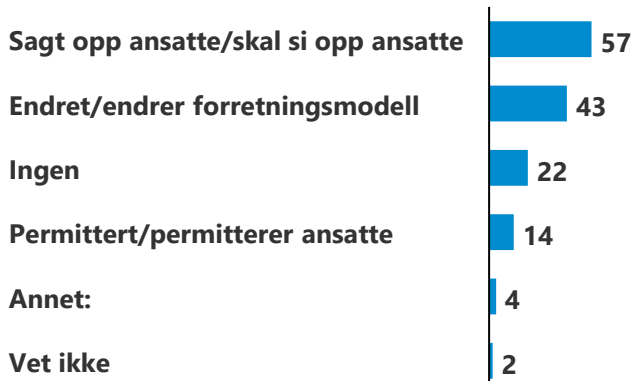 Sagt opp ansatte/skal si opp ansatte 57
Endret/endrer forretningsmodell 43
Ingen 22
Permittert/permitterer ansatte 14
Annet: 4
Vet ikke 2